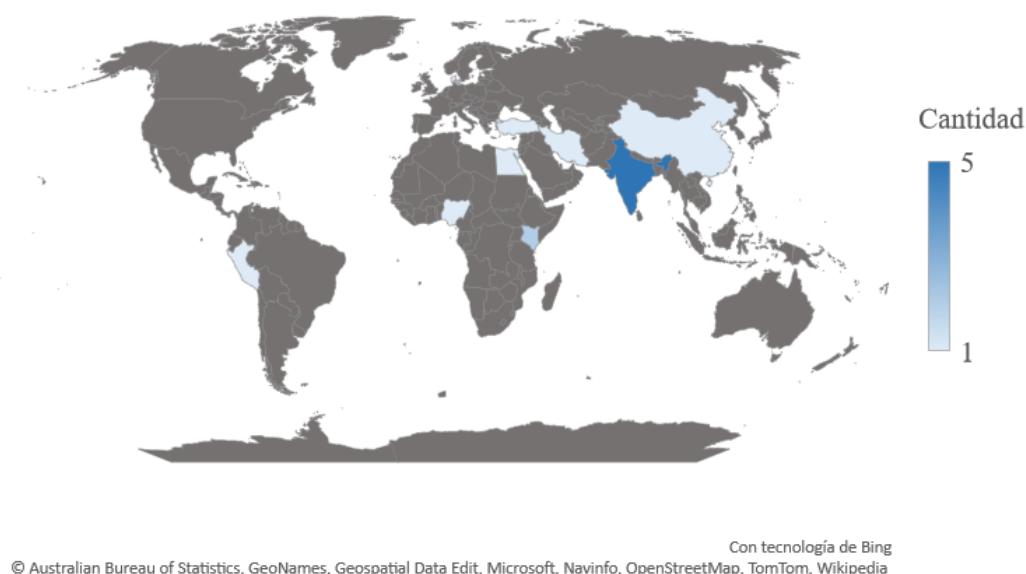 Cantidad
5
1
Con tecnología de Bing
© Australian Bureau of Statistics, GeoNames, Geospatial Data Edit, Microsoft, Navinfo, OpenStreetMap, TomTom, Wikipedia